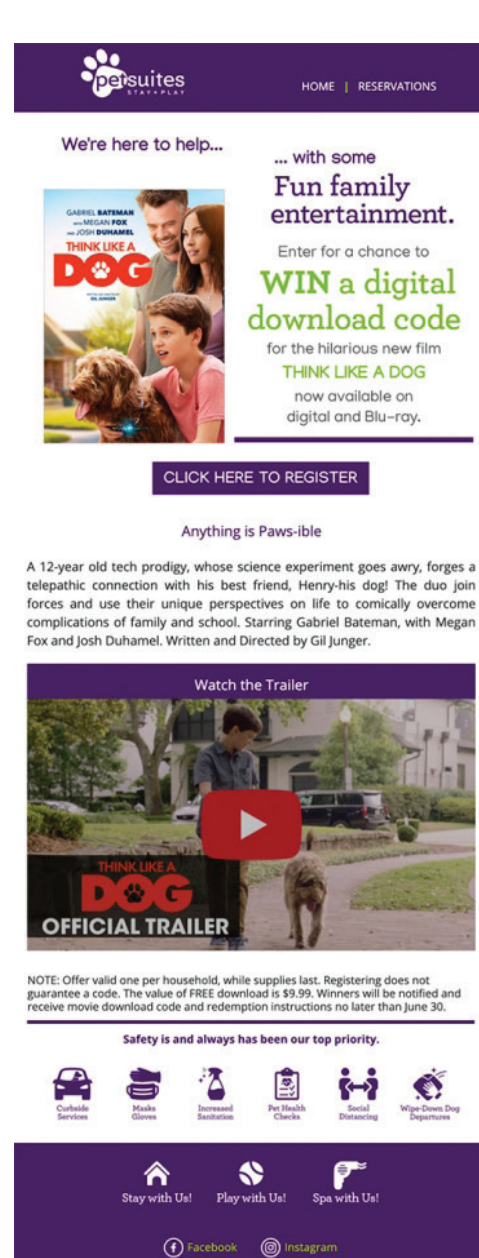 petsuites
STAY+PLAY
HOME | RESERVATIONS
We're here to help...
GABRIEL BATEMAN
WITH MEGAN FOX
AND JOSH DUHAMEL
THINK LIKE A
DOG
WRITTEN AND DIRECTED BY
GIL JUNGER
... with some
Fun family
entertainment.
Enter for a chance to
WIN a digital
download code
for the hilarious new film
THINK LIKE A DOG
now available on
digital and Blu-ray.
CLICK HERE TO REGISTER
Anything is Paws-ible
A 12-year old tech prodigy, whose science experiment goes awry, forges a
telepathic connection with his best friend, Henry-his dog! The duo join
forces and use their unique perspectives on life to comically overcome
complications of family and school. Starring Gabriel Bateman, with Megan
Fox and Josh Duhamel. Written and Directed by Gil Junger.
Watch the Trailer
THINK LIKE A
DOG
OFFICIAL TRAILER
NOTE: Offer valid one per household, while supplies last. Registering does not
guarantee a code. The value of FREE download is $9.99. Winners will be notified and
receive movie download code and redemption instructions no later than June 30.
Safety is and always has been our top priority.
Curbside
Services
Masks
Gloves
Increased
Sanitation
Pet Health
Checks
Social
Distancing
Wipe-Down Dog
Departures
Stay with Us!
Play with Us!
Spa with Us!
Facebook
Instagram